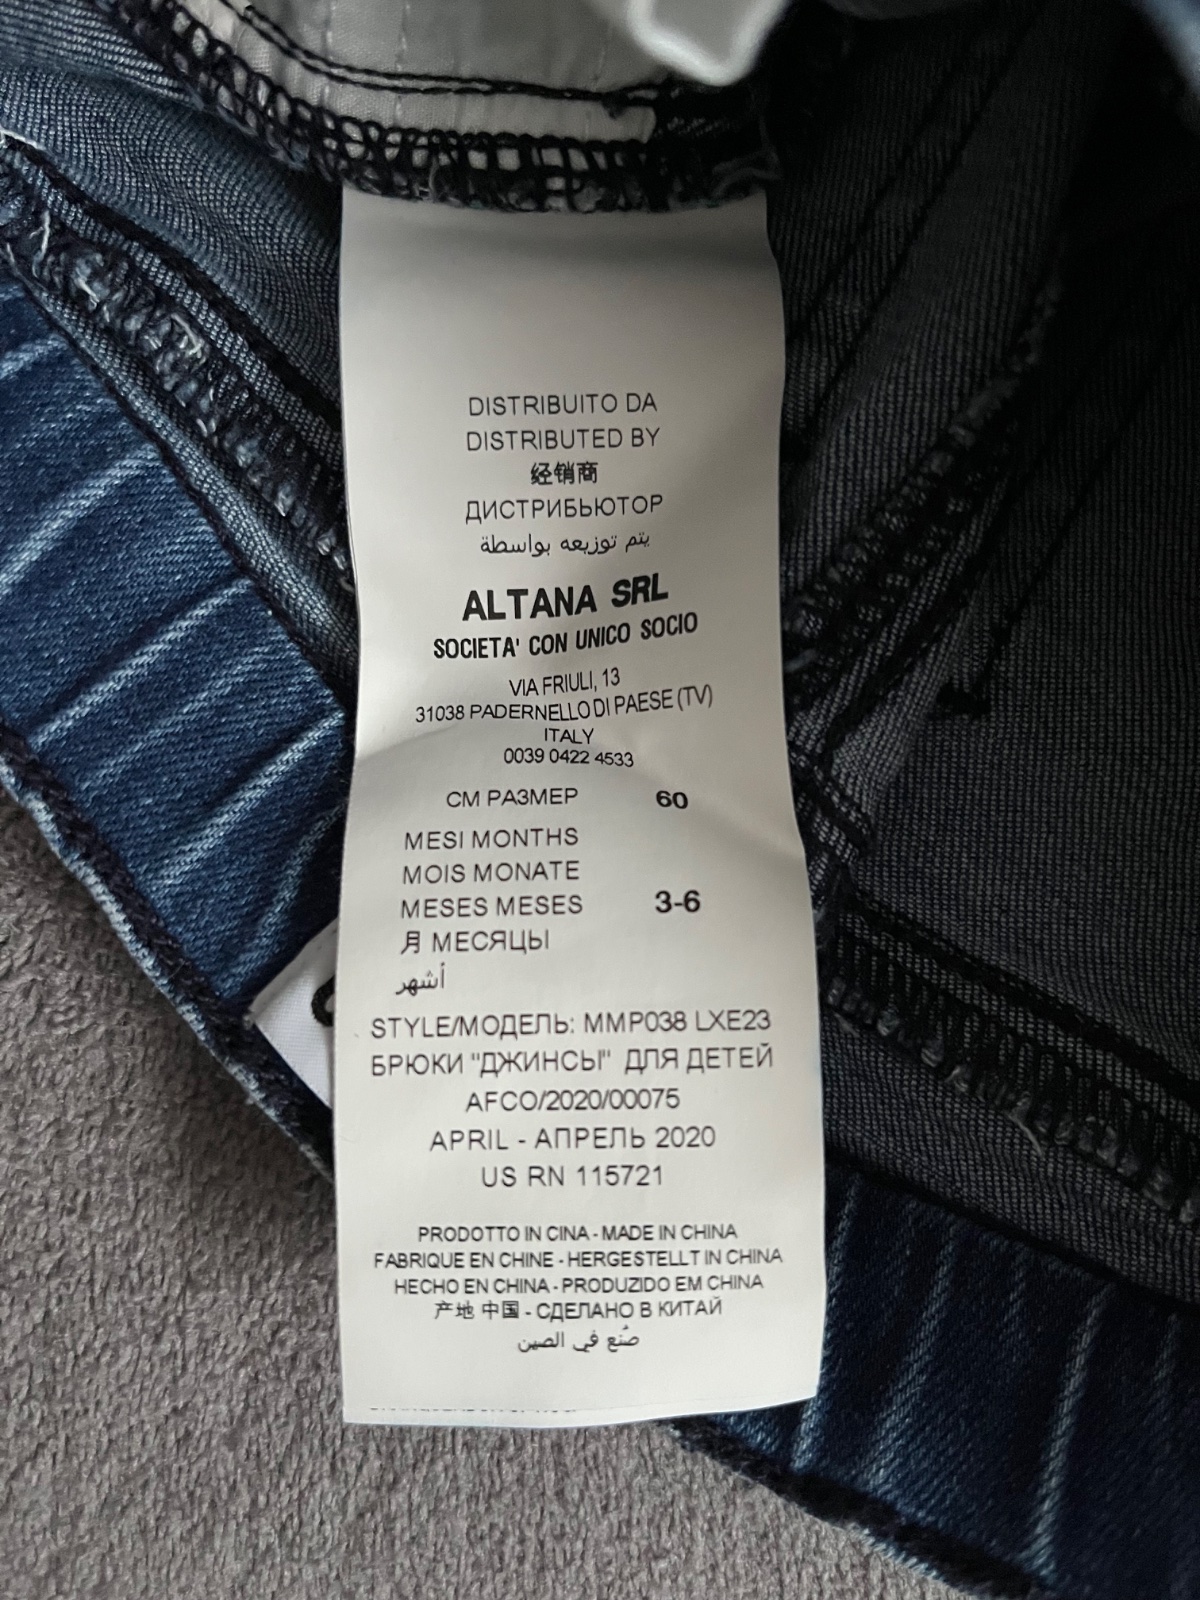 DISTRIBUITO DA
DISTRIBUTED BY
经销商
ДИСТРИБЬЮТОР
يتم توزيعه بواسطة
ALTANA SRL
SOCIETA' CON UNICO SOCIO
VIA FRIULI, 13
31038 PADERNELLO DI PAESE (TV)
ITALY
0039 0422 4533
СМ РАЗМЕР 60
MESI MONTHS
MOIS MONATE
MESES MESES 3-6
月 МЕСЯЦЫ
أشهر
STYLE/МОДЕЛЬ: MMP038 LXE23
БРЮКИ "ДЖИНСЫ" ДЛЯ ДЕТЕЙ
AFCO/2020/00075
APRIL - АПРЕЛЬ 2020
US RN 115721
PRODOTTO IN CINA - MADE IN CHINA
FABRIQUE EN CHINE - HERGESTELLT IN CHINA
HECHO EN CHINA - PRODUZIDO EM CHINA
产地 中国 - СДЕЛАНО В КИТАЙ
صُنع في الصين